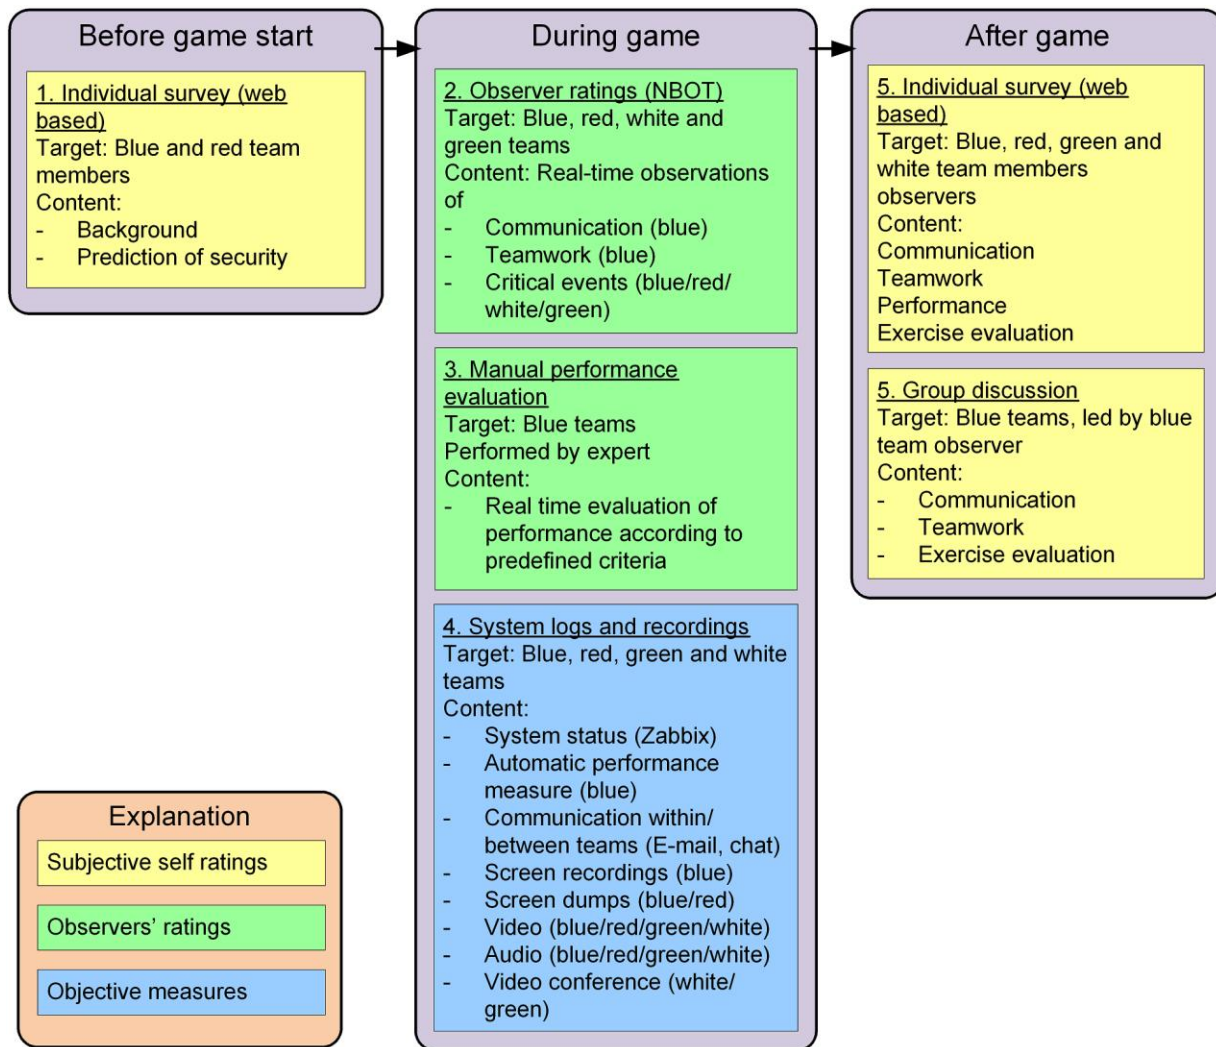 Before game start
1. Individual survey (web
based)
Target: Blue and red team
members
Content:
- Background
- Prediction of security
During game
2. Observer ratings (NBOT)
Target: Blue, red, white and
green teams
Content: Real-time observations
of
- Communication (blue)
- Teamwork (blue)
- Critical events (blue/red/
white/green)
3. Manual performance
evaluation
Target: Blue teams
Performed by expert
Content:
- Real time evaluation of
performance according to
predefined criteria
4. System logs and recordings
Target: Blue, red, green and white
teams
Content:
- System status (Zabbix)
- Automatic performance
measure (blue)
- Communication within/
between teams (E-mail, chat)
- Screen recordings (blue)
- Screen dumps (blue/red)
- Video (blue/red/green/white)
- Audio (blue/red/green/white)
- Video conference (white/
green)
After game
5. Individual survey (web
based)
Target: Blue, red, green and
white team members
observers
Content:
Communication
Teamwork
Performance
Exercise evaluation
5. Group discussion
Target: Blue teams, led by blue
team observer
Content:
- Communication
- Teamwork
- Exercise evaluation
Explanation
Subjective self ratings
Observers’ ratings
Objective measures